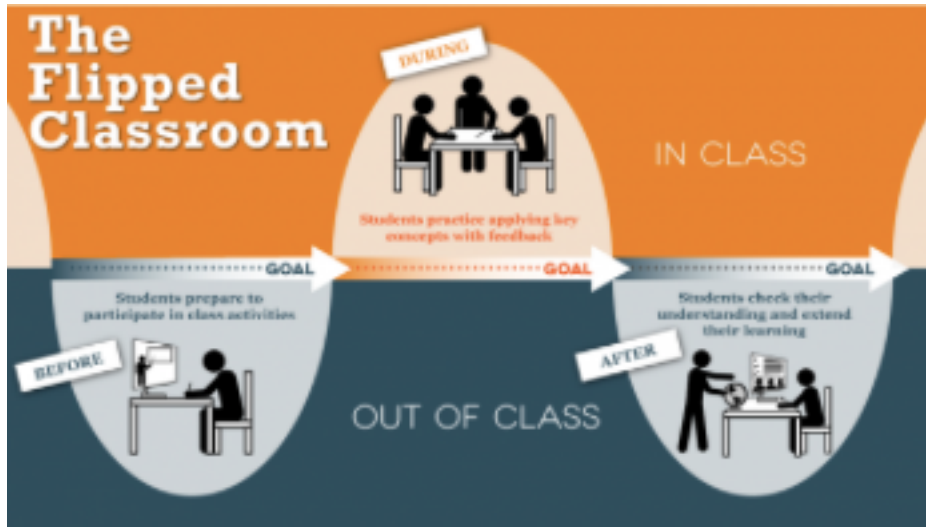 The
Flipped
Classroom
DURING
IN CLASS
Students practice applying key
concepts with feedback
GOAL
GOAL
GOAL
Students prepare to
participate in class activities
Students check their
understanding and extend
their learning
BEFORE
AFTER
OUT OF CLASS